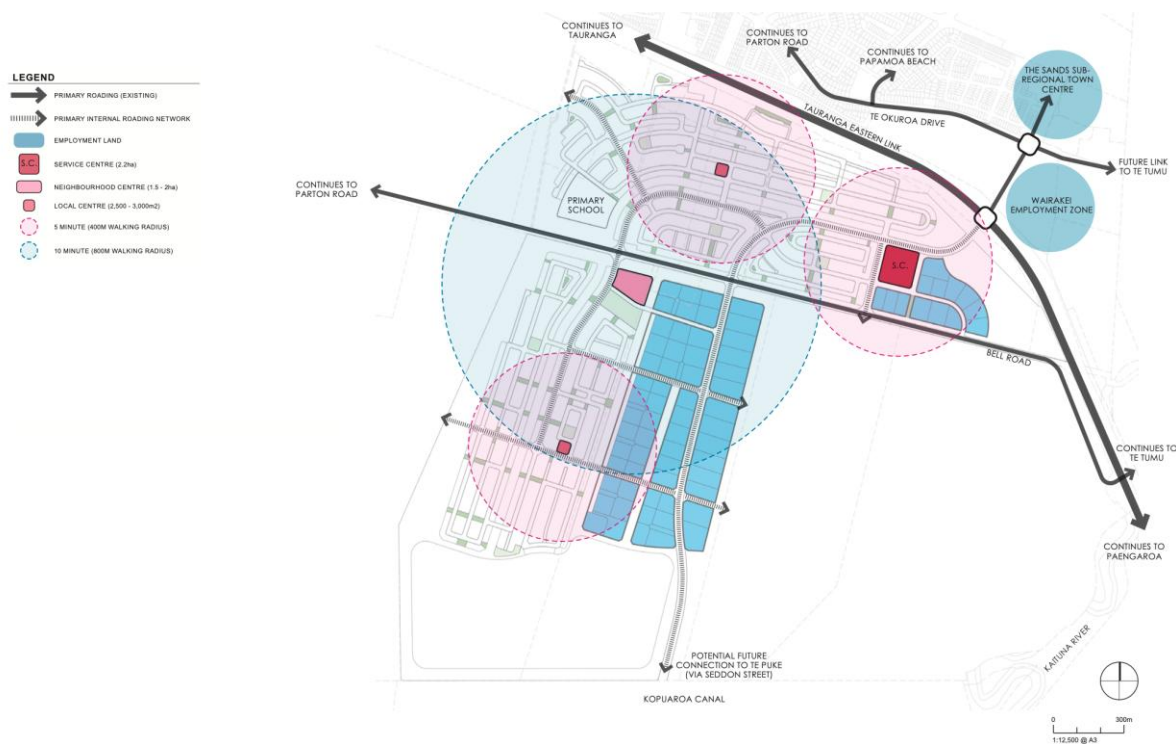 LEGEND
PRIMARY ROADING (EXISTING)
PRIMARY INTERNAL ROADING NETWORK
EMPLOYMENT LAND
S.C.
SERVICE CENTRE (2.2ha)
NEIGHBOURHOOD CENTRE (1.5 - 2ha)
LOCAL CENTRE (2,500 - 3,000m2)
5 MINUTE (400M WALKING RADIUS)
10 MINUTE (800M WALKING RADIUS)
CONTINUES TO
TAURANGA
CONTINUES TO
PARTON ROAD
CONTINUES TO
PAPAMOA BEACH
THE SANDS SUB-
REGIONAL TOWN
CENTRE
TAURANGA EASTERN LINK
TE OKUROA DRIVE
FUTURE LINK
TO TE TUMU
CONTINUES TO
PARTON ROAD
PRIMARY
SCHOOL
WAIRAKEI
EMPLOYMENT ZONE
S.C.
BELL ROAD
CONTINUES TO
TE TUMU
CONTINUES TO
PAENGAROA
KAITUNA RIVER
POTENTIAL FUTURE
CONNECTION TO TE PUKE
(VIA SEDDON STREET)
KOPUAROA CANAL
0 300m
1:12,500 @ A3